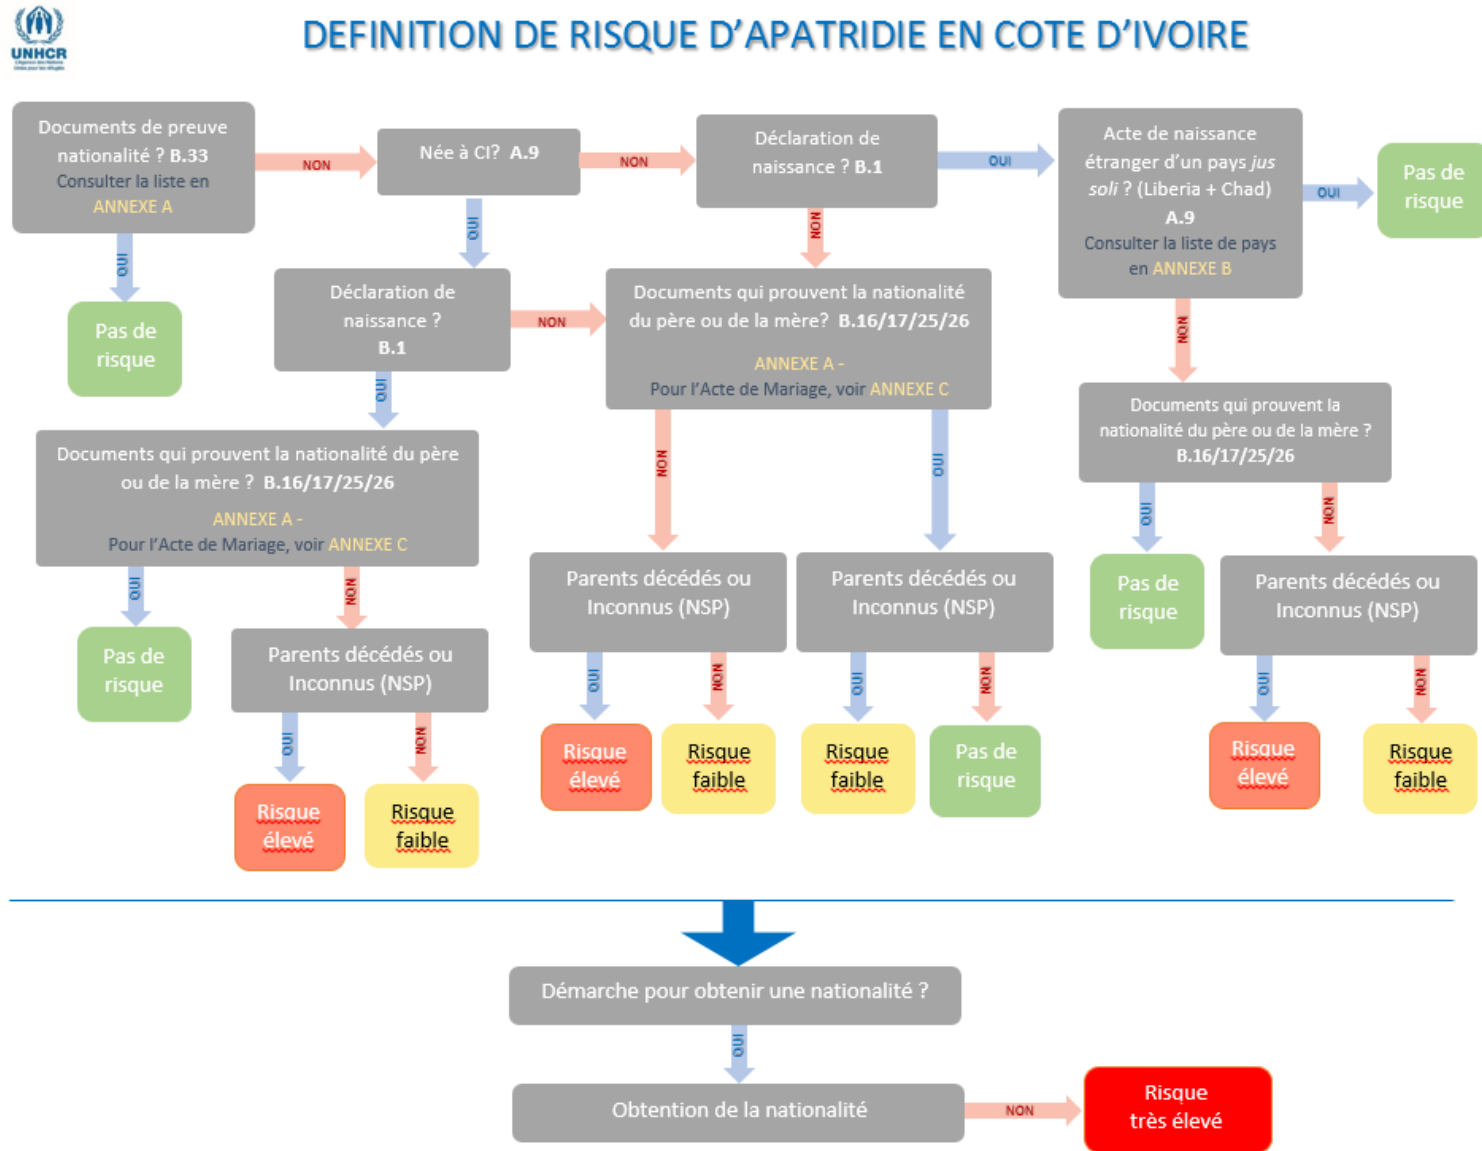 UNHCR
L'Agence des Nations
Unies pour les réfugiés
DEFINITION DE RISQUE D'APATRIDIE EN COTE D'IVOIRE
Documents de preuve
nationalité ? B.33
Consulter la liste en
ANNEXE A
NON
Née à CI? A.9
NON
Déclaration de
naissance ? B.1
OUI
Acte de naissance
étranger d'un pays jus
soli ? (Liberia + Chad)
A.9
Consulter la liste de pays
en ANNEXE B
OUI
Pas de
risque
OUI
OUI
NON
NON
Pas de
risque
Déclaration de
naissance ?
B.1
NON
Documents qui prouvent la nationalité
du père ou de la mère? B.16/17/25/26
ANNEXE A -
Pour l'Acte de Mariage, voir ANNEXE C
OUI
NON
OUI
Documents qui prouvent la
nationalité du père ou de la mère ?
B.16/17/25/26
OUI
NON
Documents qui prouvent la nationalité du père
ou de la mère ? B.16/17/25/26
ANNEXE A -
Pour l'Acte de Mariage, voir ANNEXE C
OUI
NON
Parents décédés ou
Inconnus (NSP)
Parents décédés ou
Inconnus (NSP)
Pas de
risque
Parents décédés ou
Inconnus (NSP)
Pas de
risque
Parents décédés ou
Inconnus (NSP)
OUI
NON
OUI
NON
OUI
NON
OUI
NON
Risque
élevé
Risque
faible
Risque
faible
Pas de
risque
Risque
élevé
Risque
faible
Risque
élevé
Risque
faible
Démarche pour obtenir une nationalité ?
OUI
Obtention de la nationalité
NON
Risque
très élevé